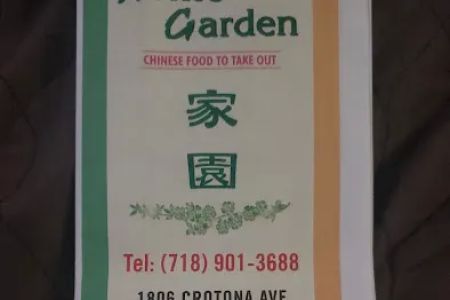 Garden
CHINESE FOOD TO TAKE OUT
家
園
Tel: (718) 901-3688
1806 CROTONA AVE